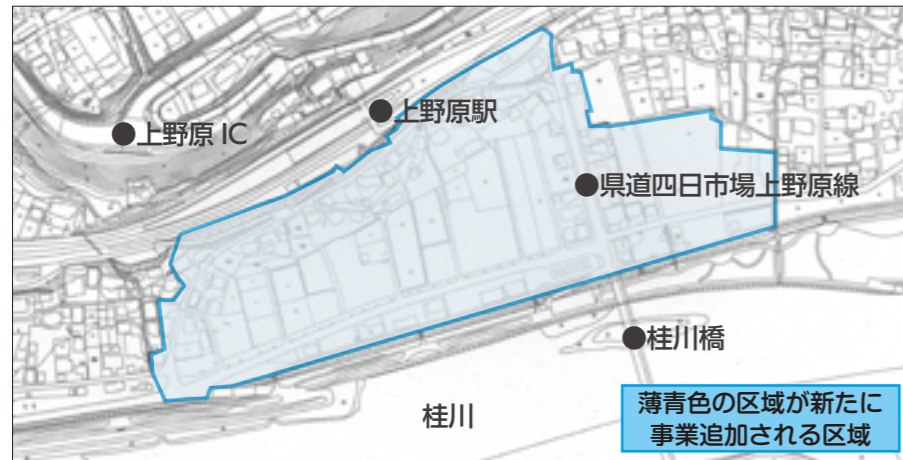 ●上野原駅
●上野原 IC
●県道四日市場上野原線
●桂川橋
桂川
薄青色の区域が新たに
事業追加される区域